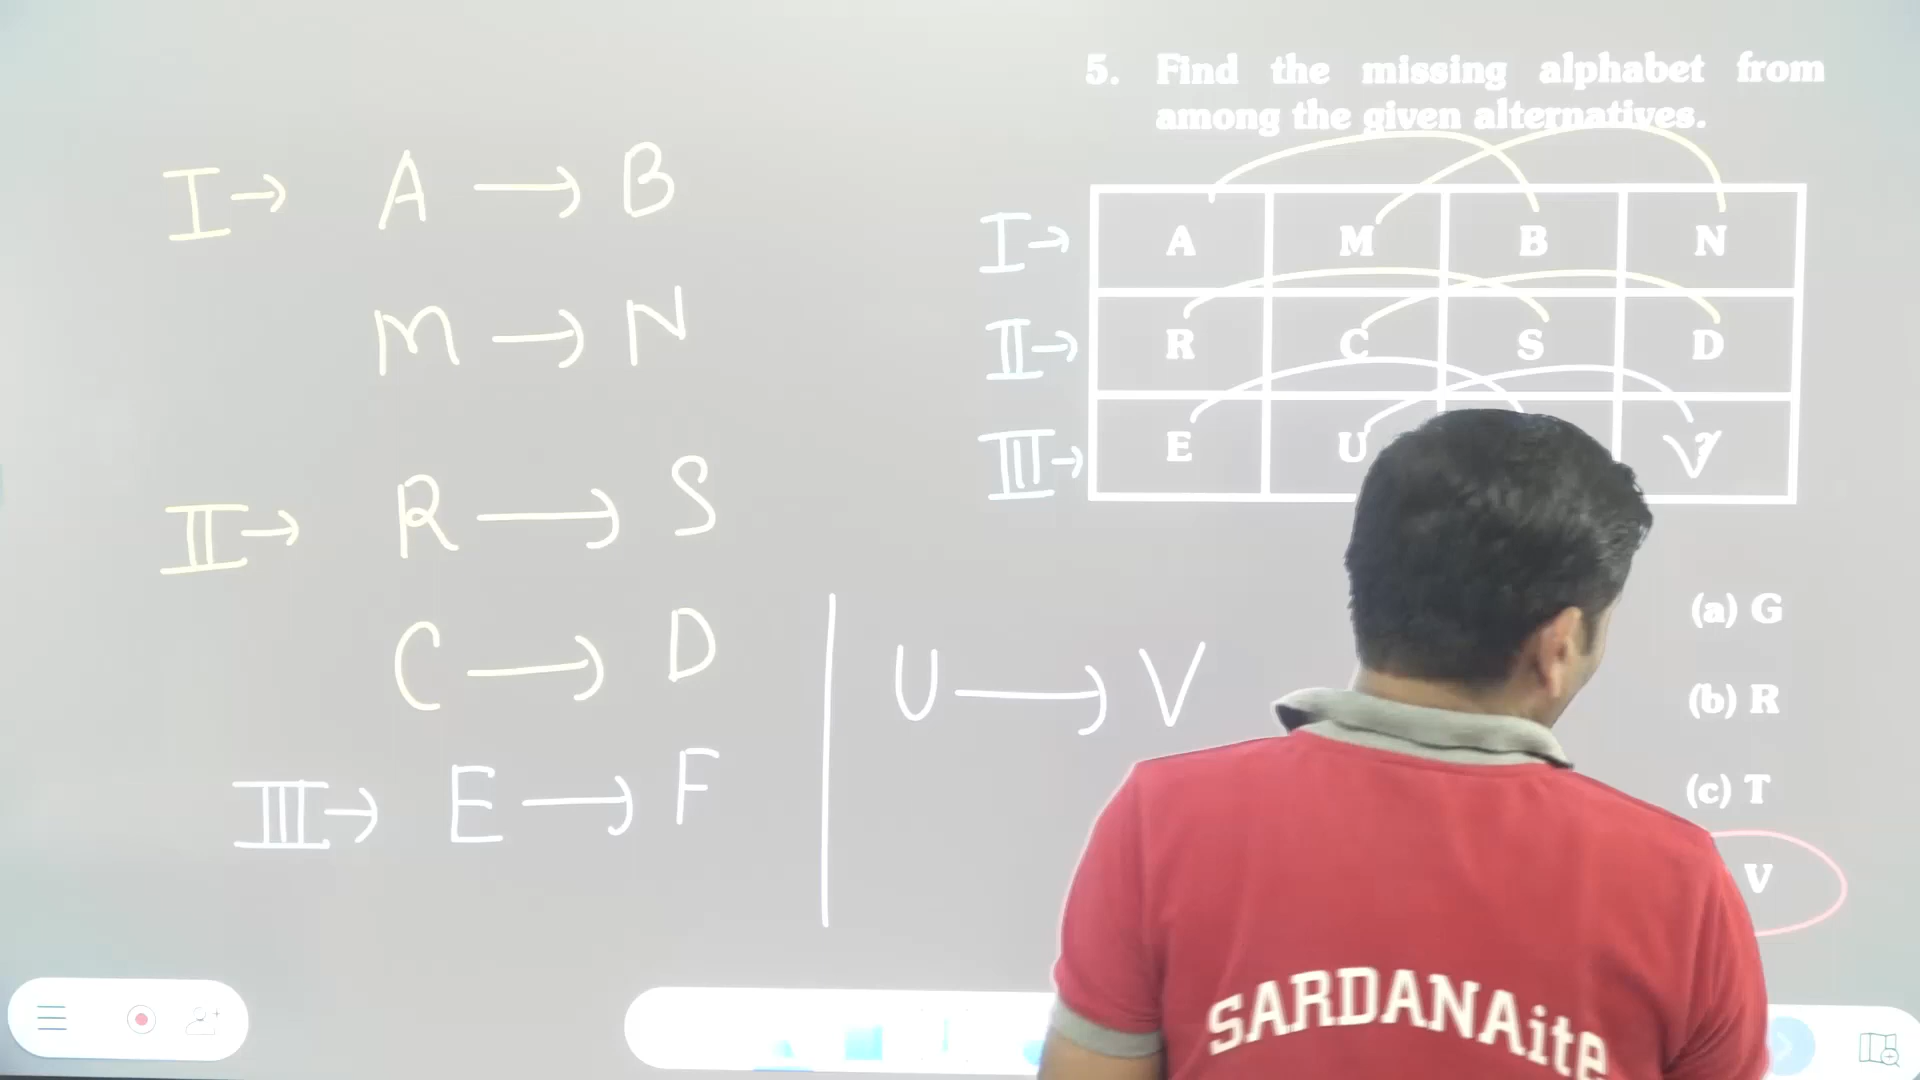 5. Find the missing alphabet from
among the given alternatives.
I→ A → B
M → N
II→ R → S
C → D
III→ E → F
U → V
I→ A M B N
II→ R C S D
III→ E U V ?
(a) G
(b) R
(c) T
V
SARDANAite